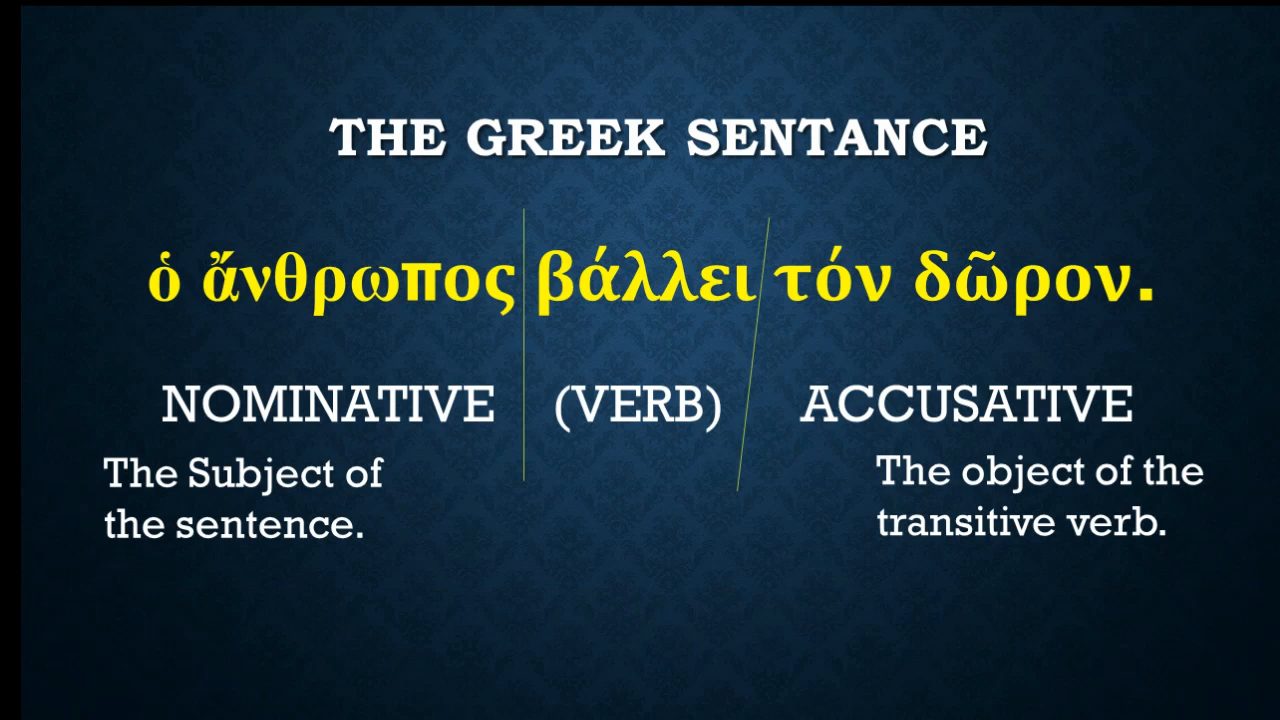 THE GREEK SENTANCE
ὁ ἄνθρωπος βάλλει τόν δῶρον.
NOMINATIVE (VERB) ACCUSATIVE
The Subject of
the sentence.
The object of the
transitive verb.